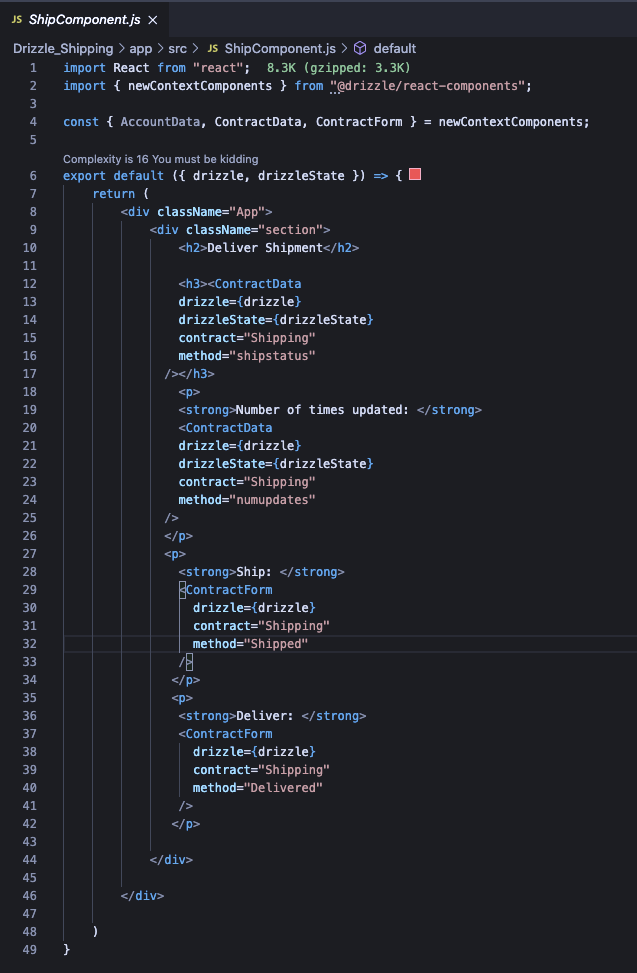 JS ShipComponent.js ×
Drizzle_Shipping > app > src > JS ShipComponent.js > default
1 import React from "react"; 8.3K (gzipped: 3.3K)
2 import { newContextComponents } from "@drizzle/react-components";
3
4 const { AccountData, ContractData, ContractForm } = newContextComponents;
5
Complexity is 16 You must be kidding
6 export default ({ drizzle, drizzleState }) => {
7 return (
8 <div className="App">
9 <div className="section">
10 <h2>Deliver Shipment</h2>
11
12 <h3><ContractData
13 drizzle={drizzle}
14 drizzleState={drizzleState}
15 contract="Shipping"
16 method="shipstatus"
17 /></h3>
18 <p>
19 <strong>Number of times updated: </strong>
20 <ContractData
21 drizzle={drizzle}
22 drizzleState={drizzleState}
23 contract="Shipping"
24 method="numupdates"
25 />
26 </p>
27 <p>
28 <strong>Ship: </strong>
29 <ContractForm
30 drizzle={drizzle}
31 contract="Shipping"
32 method="Shipped"
33 />
34 </p>
35 <p>
36 <strong>Deliver: </strong>
37 <ContractForm
38 drizzle={drizzle}
39 contract="Shipping"
40 method="Delivered"
41 />
42 </p>
43
44 </div>
45
46 </div>
47
48 )
49 }